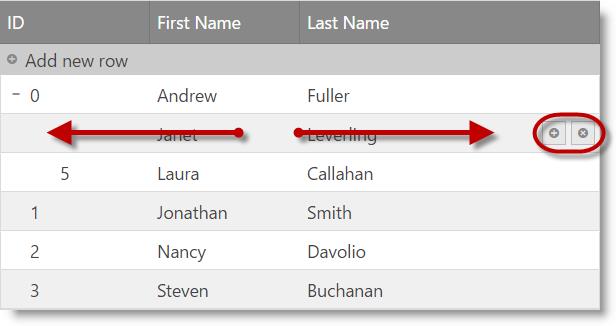 ID First Name Last Name
Add new row
0 Andrew Fuller
Janet Leverling
5 Laura Callahan
1 Jonathan Smith
2 Nancy Davolio
3 Steven Buchanan